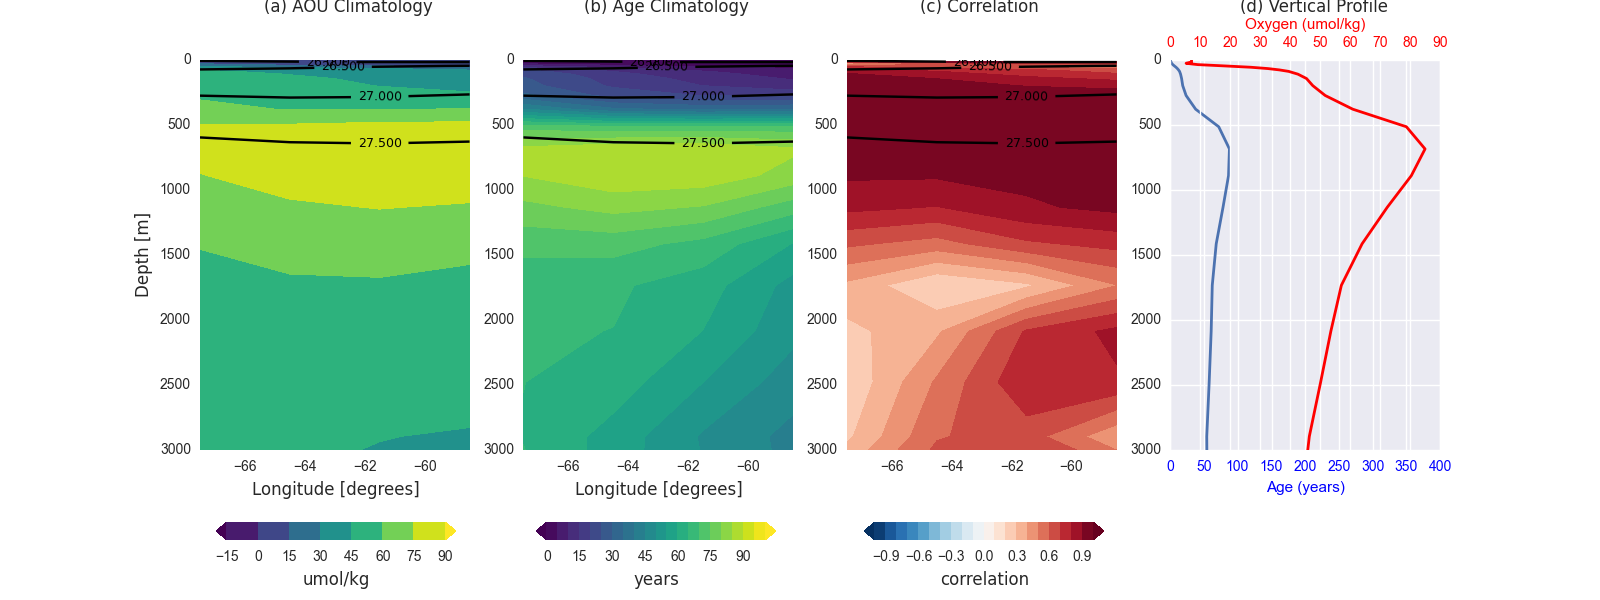 (a) AOU Climatology
(b) Age Climatology
(c) Correlation
(d) Vertical Profile
Oxygen (umol/kg)
0 10 20 30 40 50 60 70 80 90
0
500
1000
1500
2000
2500
3000
Depth [m]
26.500
27.000
27.500
−66 −64 −62 −60
Longitude [degrees]
−15 0 15 30 45 60 75 90
umol/kg
0
500
1000
1500
2000
2500
3000
26.500
27.000
27.500
−66 −64 −62 −60
Longitude [degrees]
0 15 30 45 60 75 90
years
0
500
1000
1500
2000
2500
3000
26.500
27.000
27.500
−66 −64 −62 −60
−0.9 −0.6 −0.3 0.0 0.3 0.6 0.9
correlation
0
500
1000
1500
2000
2500
3000
0 50 100 150 200 250 300 350 400
Age (years)